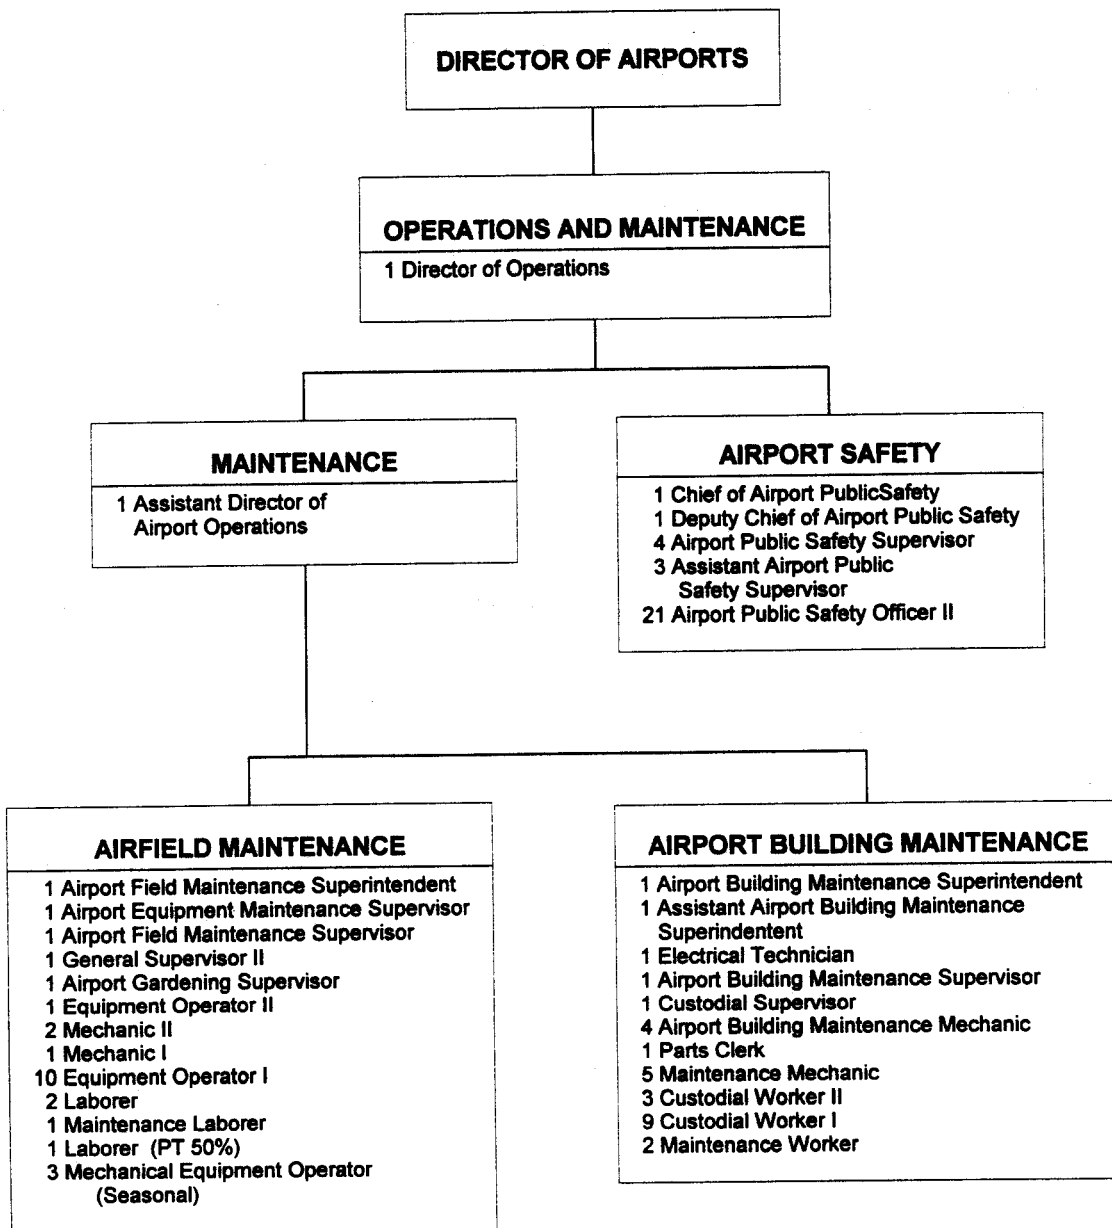 DIRECTOR OF AIRPORTS
OPERATIONS AND MAINTENANCE
1 Director of Operations
MAINTENANCE
1 Assistant Director of
Airport Operations
AIRPORT SAFETY
1 Chief of Airport PublicSafety
1 Deputy Chief of Airport Public Safety
4 Airport Public Safety Supervisor
3 Assistant Airport Public
Safety Supervisor
21 Airport Public Safety Officer II
AIRFIELD MAINTENANCE
1 Airport Field Maintenance Superintendent
1 Airport Equipment Maintenance Supervisor
1 Airport Field Maintenance Supervisor
1 General Supervisor II
1 Airport Gardening Supervisor
1 Equipment Operator II
2 Mechanic II
1 Mechanic I
10 Equipment Operator I
2 Laborer
1 Maintenance Laborer
1 Laborer (PT 50%)
3 Mechanical Equipment Operator
(Seasonal)
AIRPORT BUILDING MAINTENANCE
1 Airport Building Maintenance Superintendent
1 Assistant Airport Building Maintenance
Superindentent
1 Electrical Technician
1 Airport Building Maintenance Supervisor
1 Custodial Supervisor
4 Airport Building Maintenance Mechanic
1 Parts Clerk
5 Maintenance Mechanic
3 Custodial Worker II
9 Custodial Worker I
2 Maintenance Worker